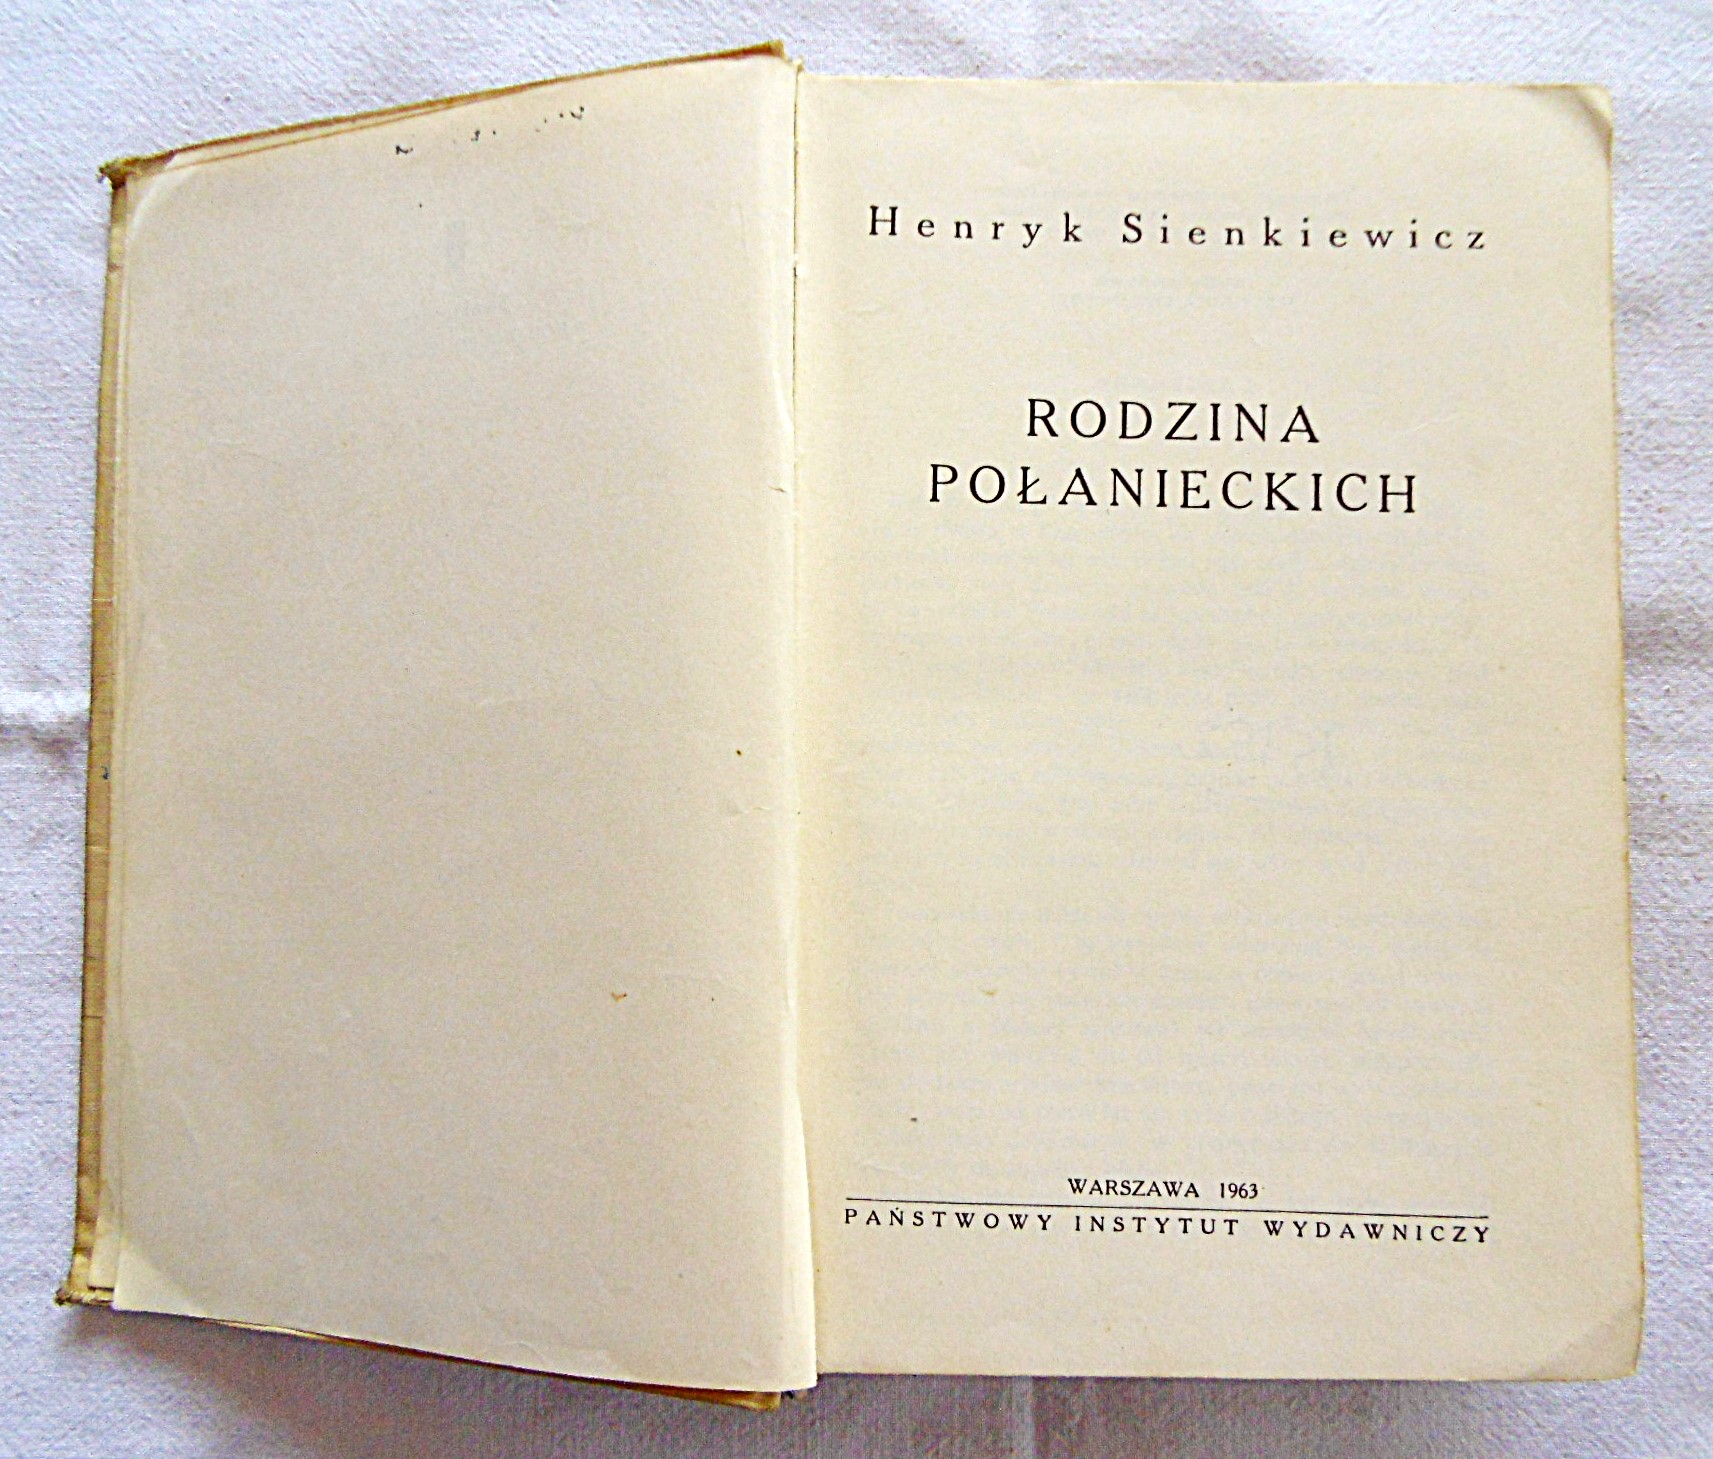 Henryk Sienkiewicz
RODZINA
POŁANIECKICH
WARSZAWA 1963
PAŃSTWOWY INSTYTUT WYDAWNICZY